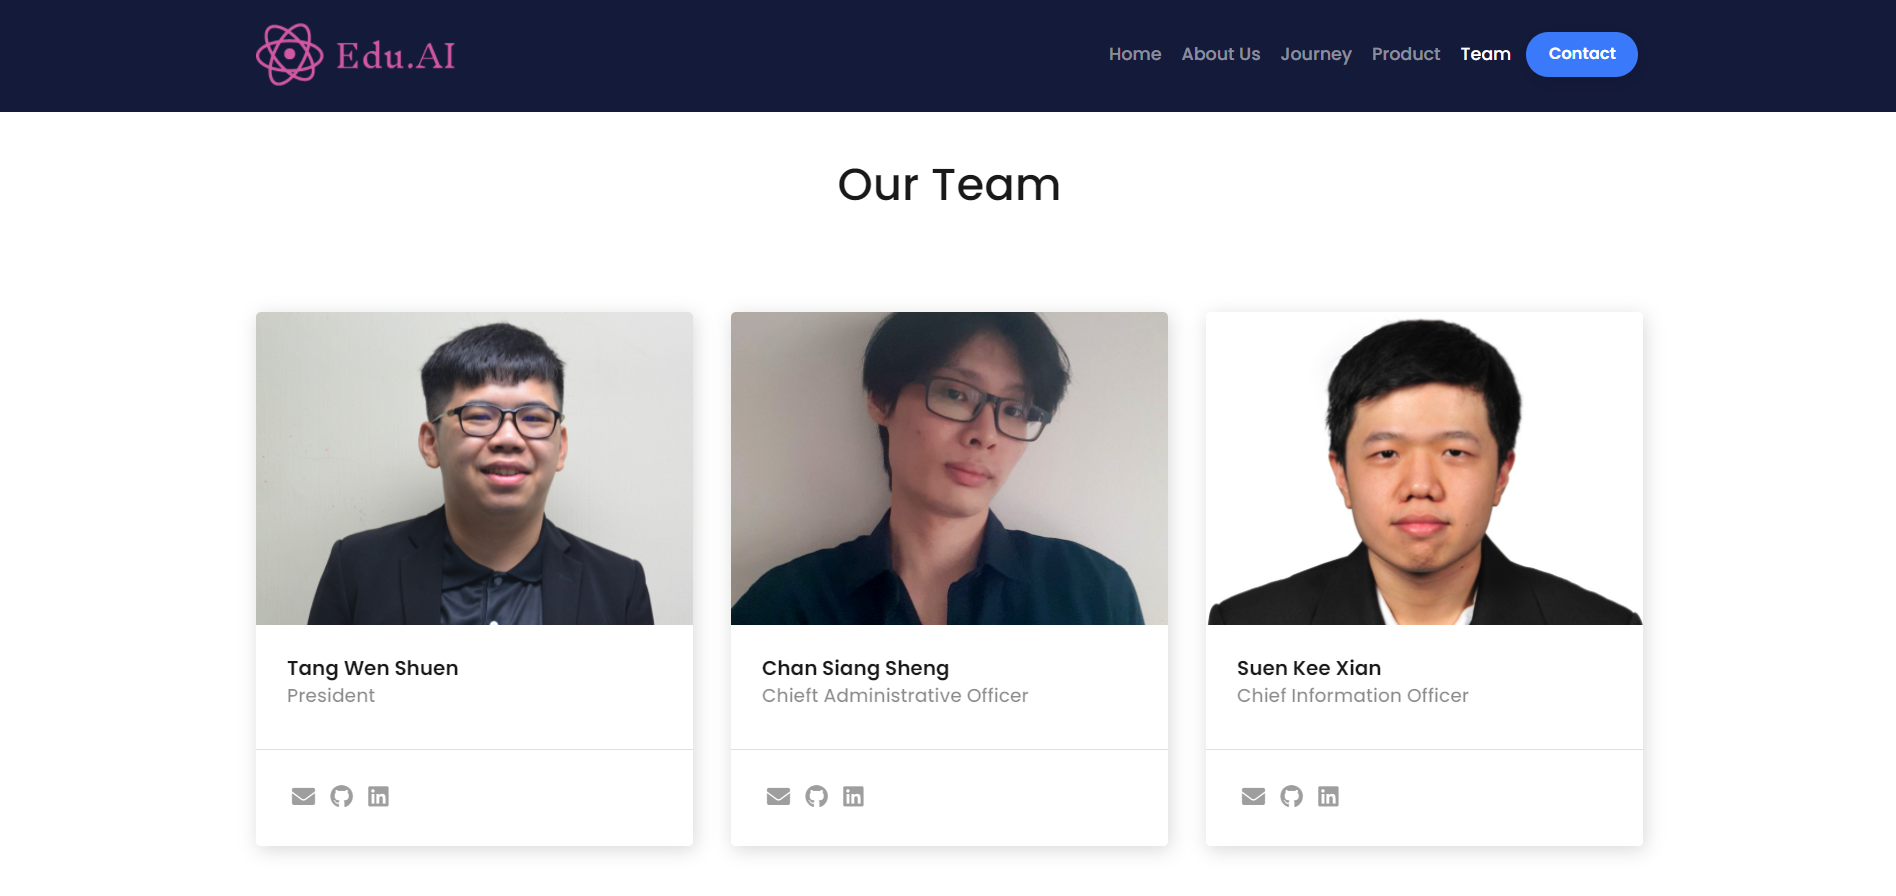 Edu.AI
Home About Us Journey Product Team Contact
Our Team
Tang Wen Shuen
President
Chan Siang Sheng
Chieft Administrative Officer
Suen Kee Xian
Chief Information Officer